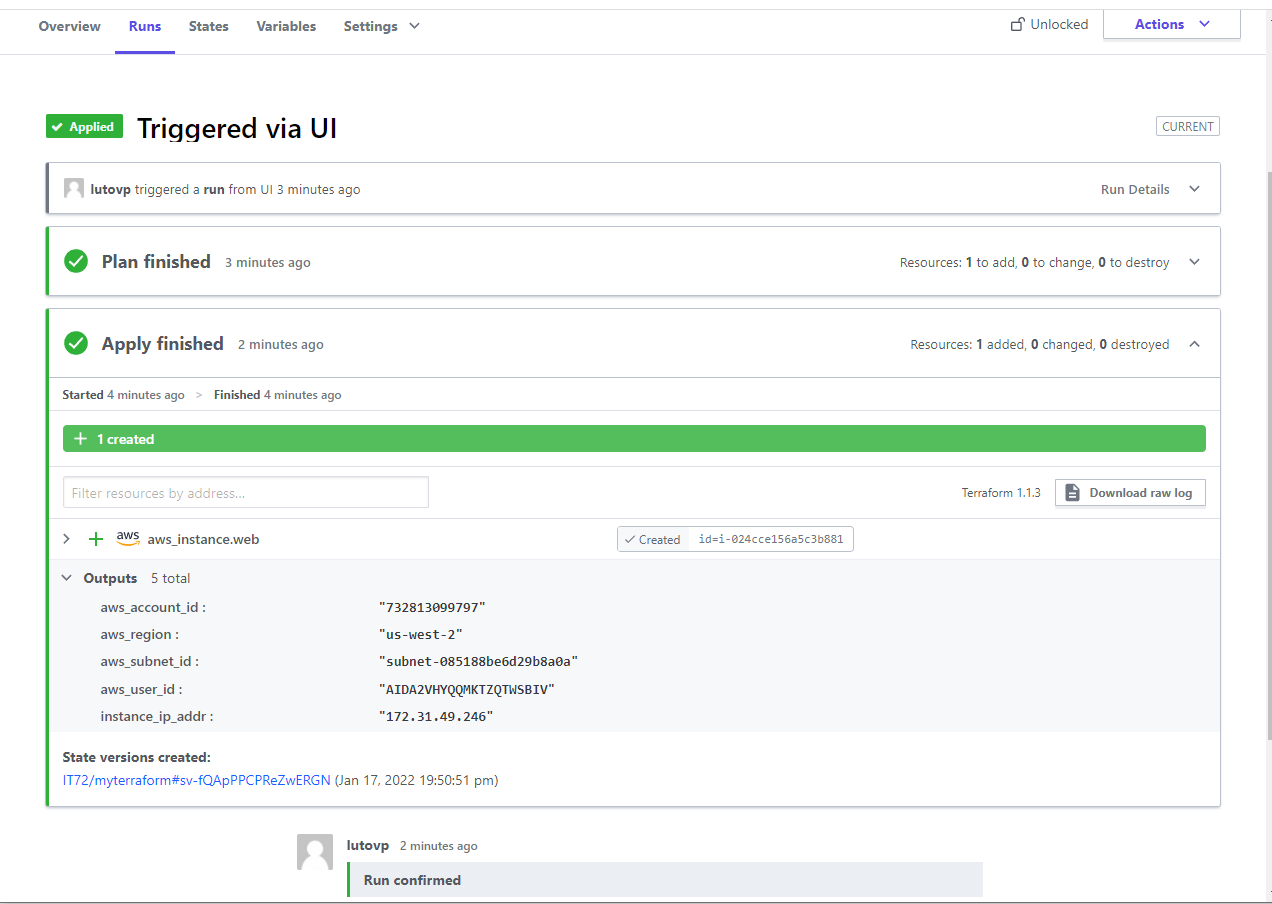 Overview Runs States Variables Settings Unlocked Actions
Applied Triggered via UI CURRENT
lutovp triggered a run from UI 3 minutes ago Run Details
Plan finished 3 minutes ago Resources: 1 to add, 0 to change, 0 to destroy
Apply finished 2 minutes ago Resources: 1 added, 0 changed, 0 destroyed
Started 4 minutes ago > Finished 4 minutes ago
+ 1 created
Filter resources by address... Terraform 1.1.3 Download raw log
+ aws aws_instance.web Created id=i-024cce156a5c3b881
Outputs 5 total
aws_account_id : "732813099797"
aws_region : "us-west-2"
aws_subnet_id : "subnet-085188be6d29b8a0a"
aws_user_id : "AIDA2VHYQQMKTZQTWSBIV"
instance_ip_addr : "172.31.49.246"
State versions created:
IT72/myterraform#sv-fQApPPCPReZwERGN (Jan 17, 2022 19:50:51 pm)
lutovp 2 minutes ago
Run confirmed